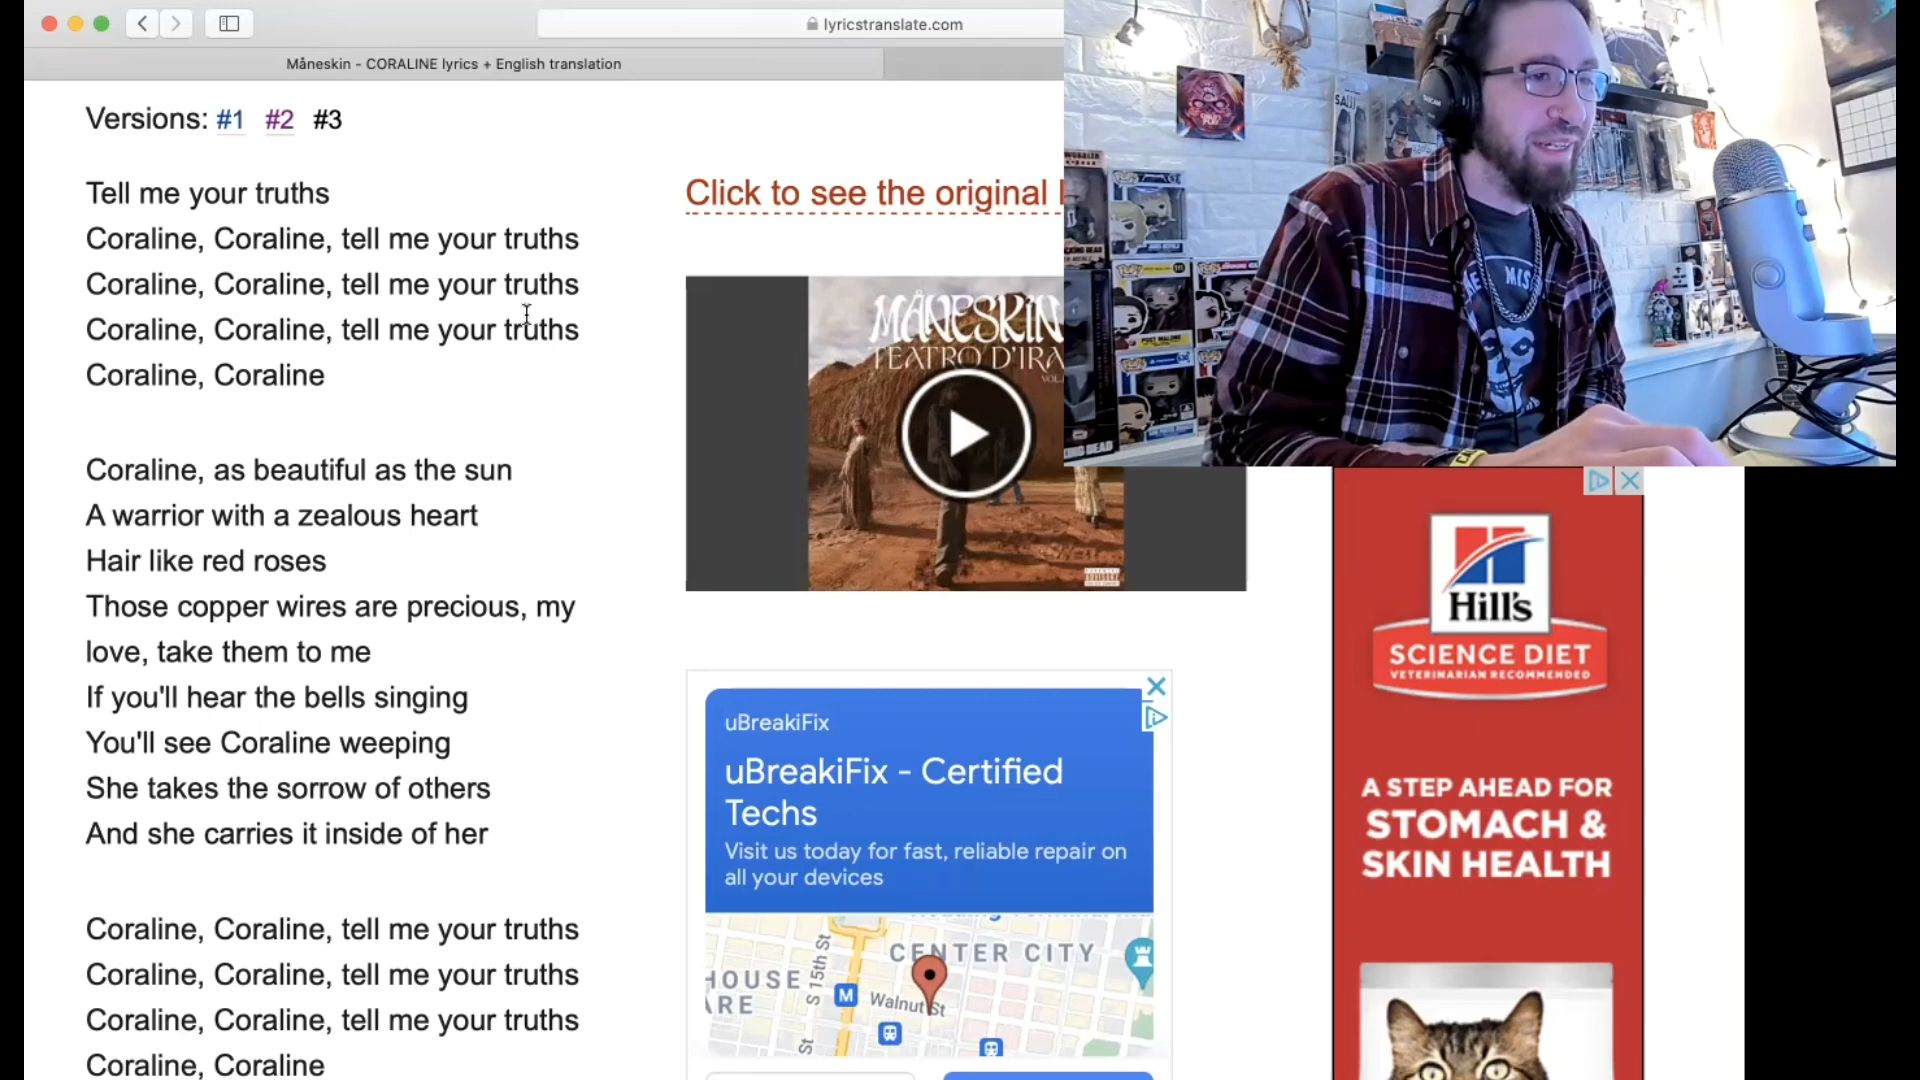 lyricstranslate.com
Måneskin - CORALINE lyrics + English translation
Versions: #1 #2 #3
Tell me your truths
Coraline, Coraline, tell me your truths
Coraline, Coraline, tell me your truths
Coraline, Coraline, tell me your truths
Coraline, Coraline
Coraline, as beautiful as the sun
A warrior with a zealous heart
Hair like red roses
Those copper wires are precious, my
love, take them to me
If you'll hear the bells singing
You'll see Coraline weeping
She takes the sorrow of others
And she carries it inside of her
Coraline, Coraline, tell me your truths
Coraline, Coraline, tell me your truths
Coraline, Coraline, tell me your truths
Coraline, Coraline
Click to see the original
MÅNESKIN
TEATRO D'IRA
VOL.
SAW
POST MALONE
uBreakiFix
uBreakiFix - Certified
Techs
Visit us today for fast, reliable repair on
all your devices
CENTER CITY
HOUSE
ARE
S 15th St
M
Walnut St
St
Hill's
SCIENCE DIET
VETERINARIAN RECOMMENDED
A STEP AHEAD FOR
STOMACH &
SKIN HEALTH